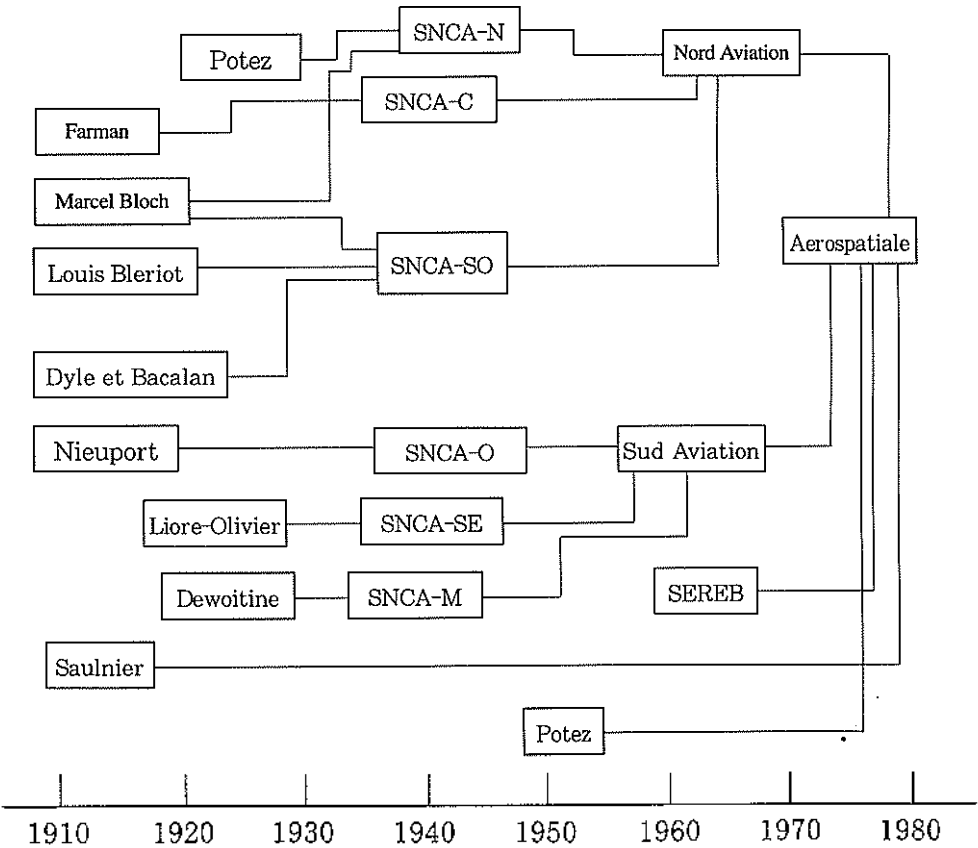 SNCA-N
Potez
Nord Aviation
SNCA-C
Farman
Marcel Bloch
Aerospatiale
Louis Bleriot
SNCA-SO
Dyle et Bacalan
Nieuport
SNCA-O
Sud Aviation
Liore-Olivier
SNCA-SE
Dewoitine
SNCA-M
SEREB
Saulnier
Potez
1910 1920 1930 1940 1950 1960 1970 1980